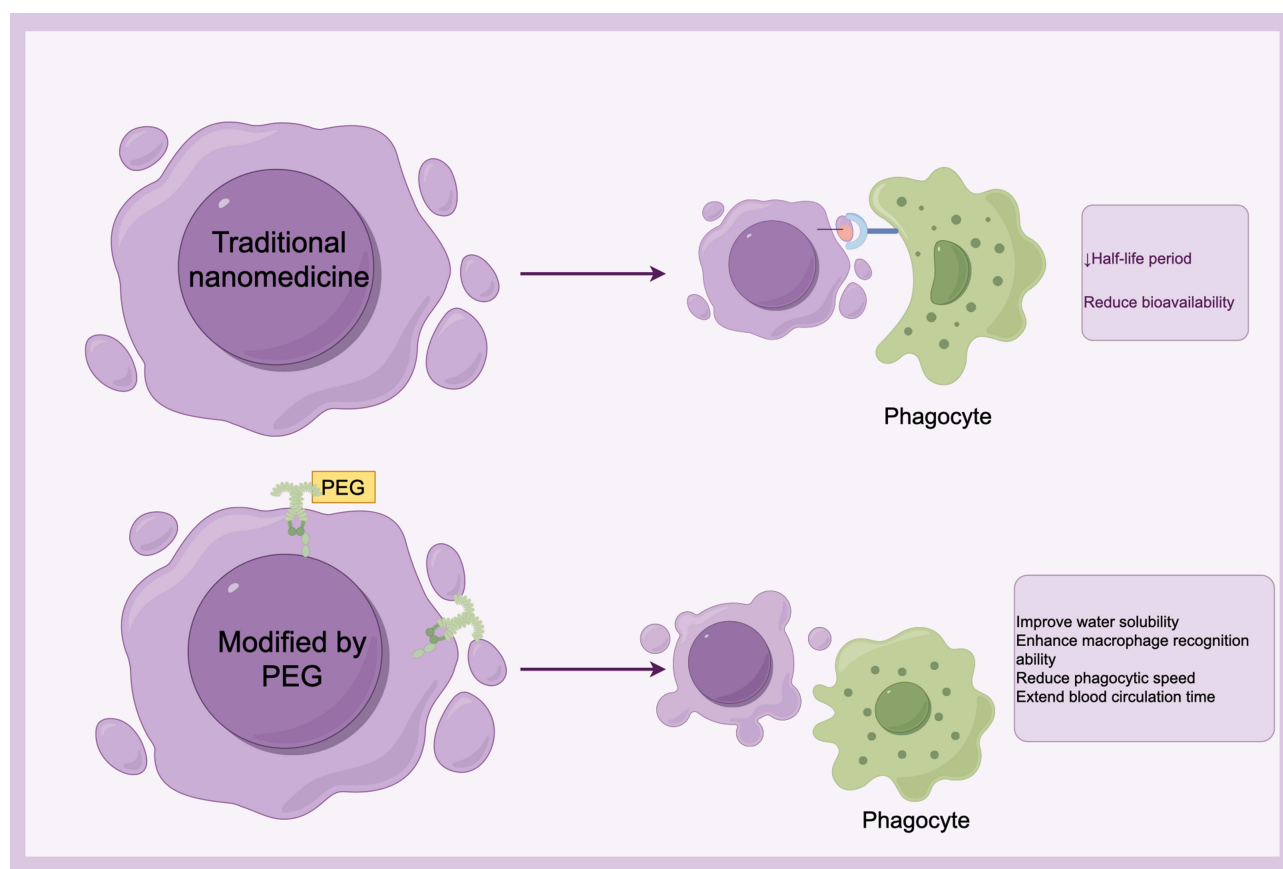 Traditional
nanomedicine
↓Half-life period
Reduce bioavailability
Phagocyte
PEG
Modified by
PEG
Improve water solubility
Enhance macrophage recognition
ability
Reduce phagocytic speed
Extend blood circulation time
Phagocyte